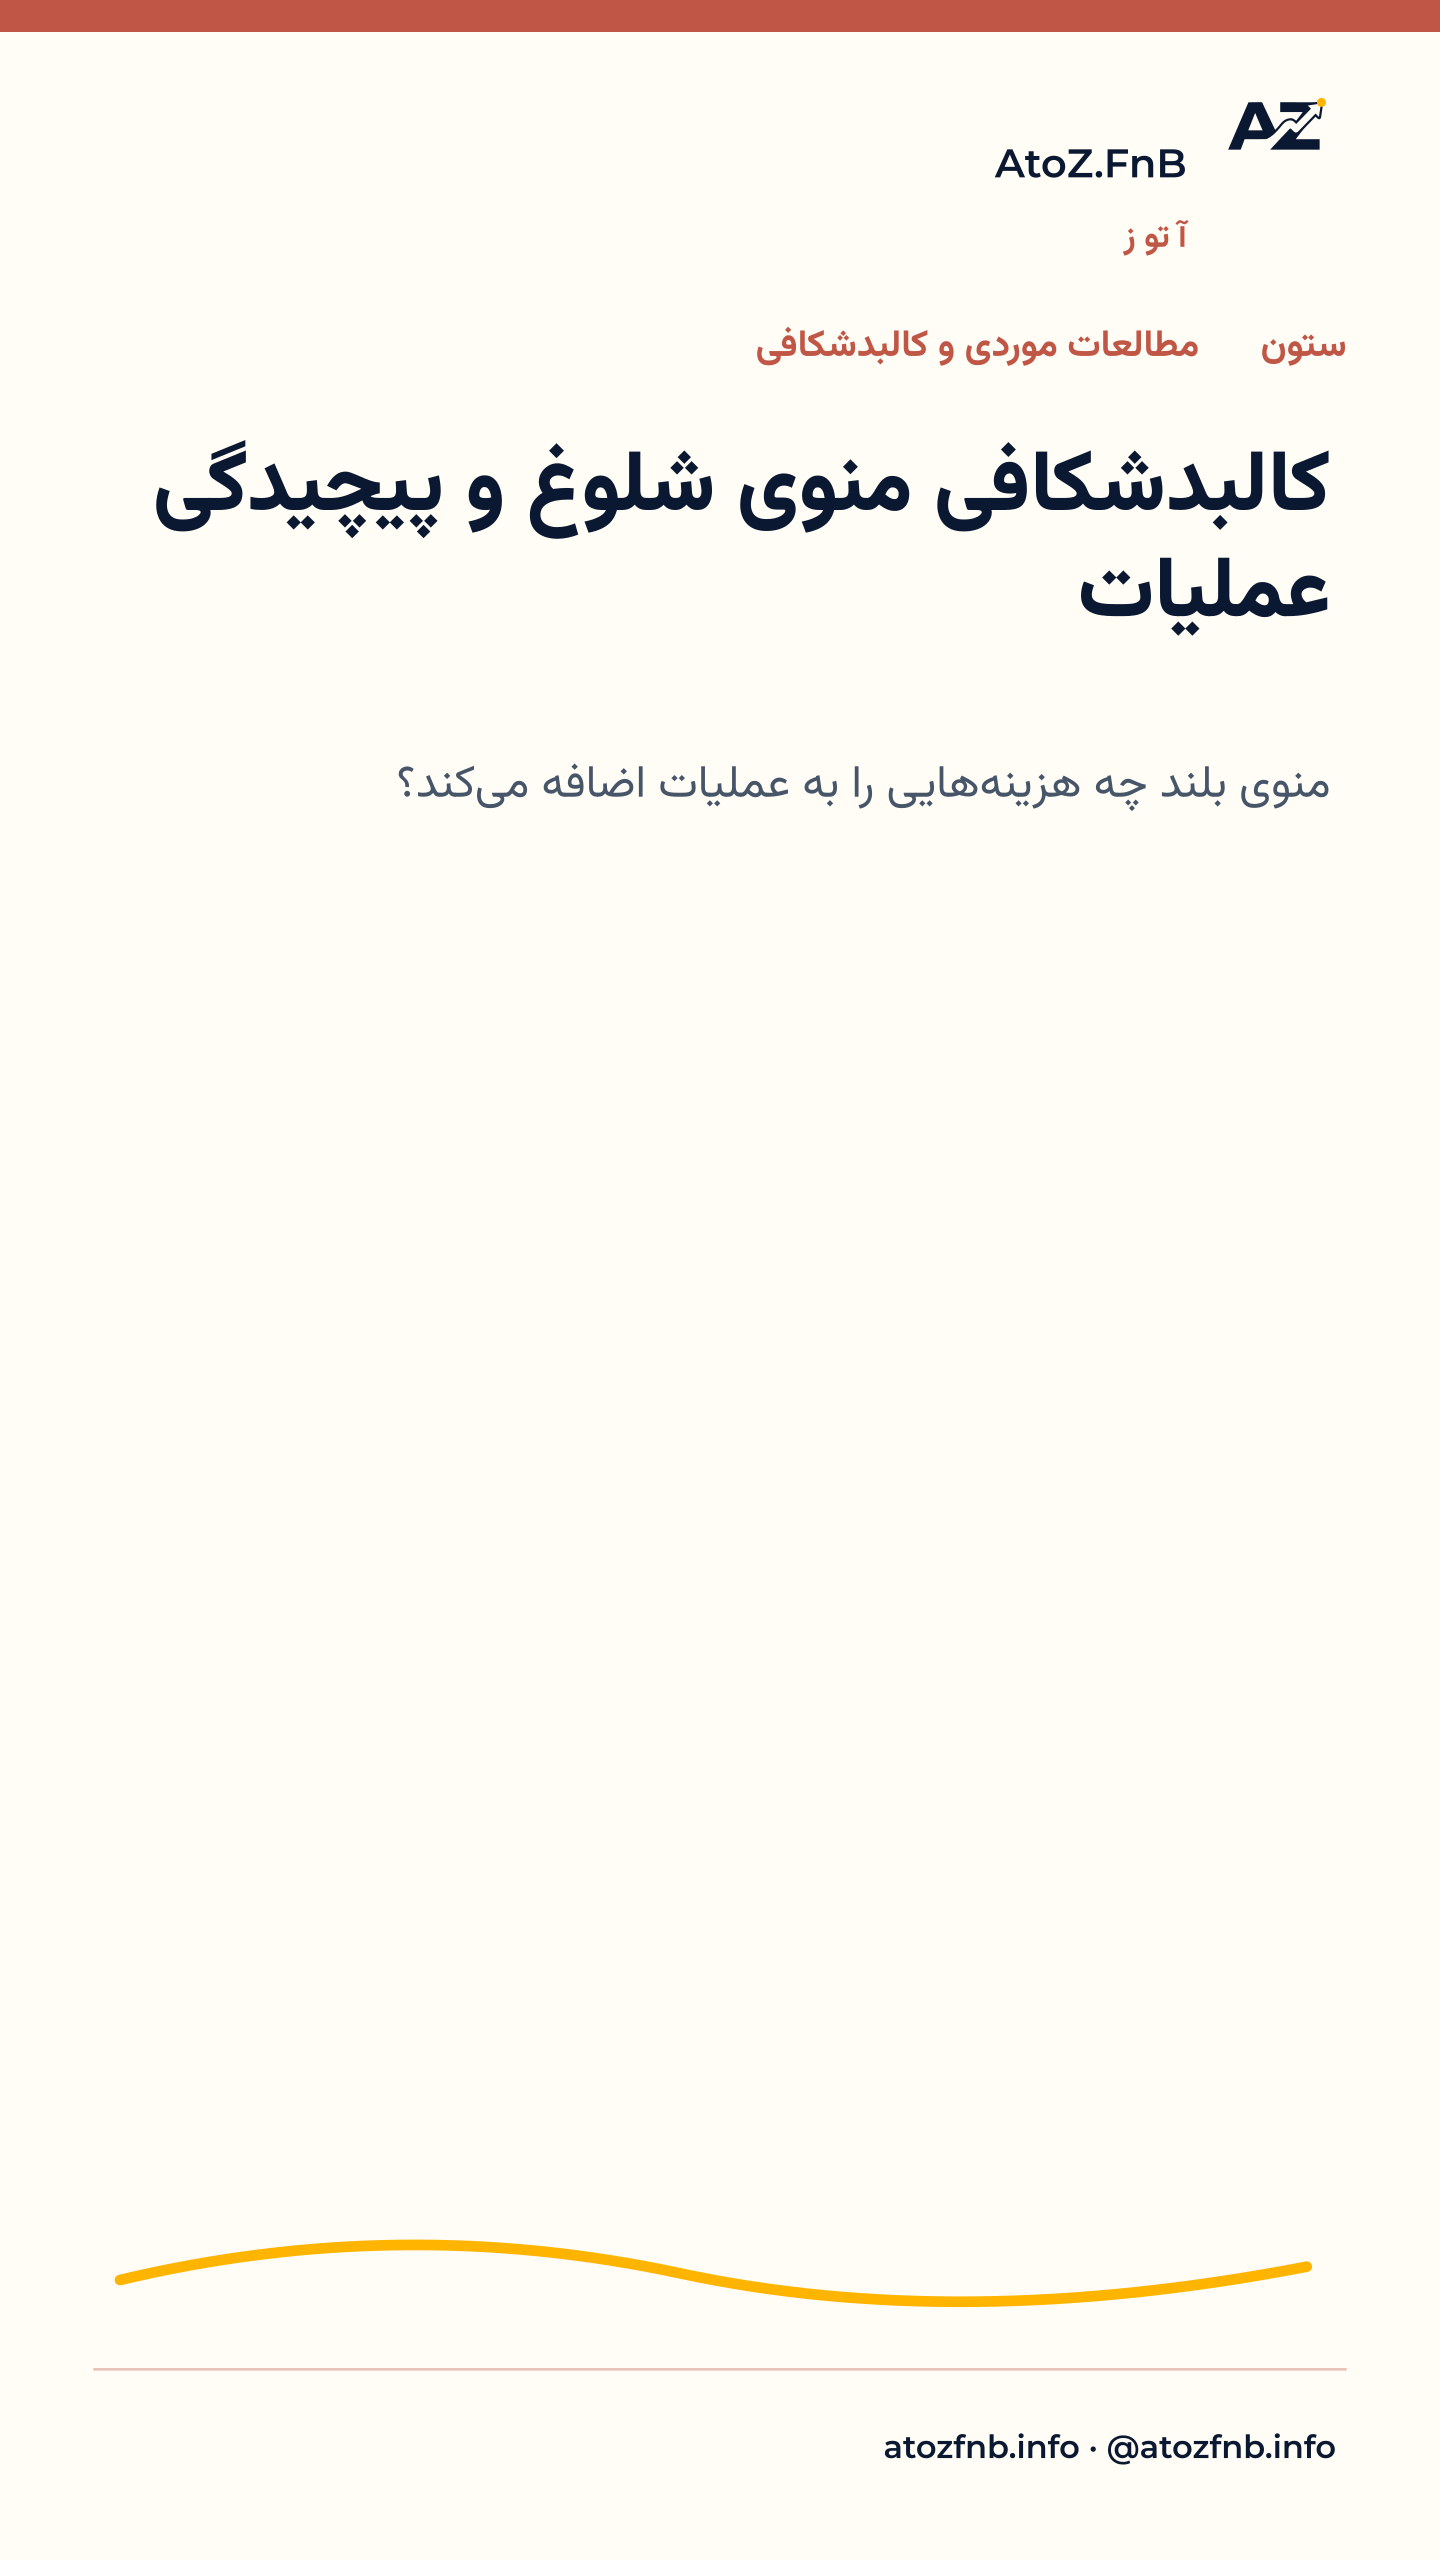 AZ
AtoZ.FnB
آ تو ز
ستون مطالعات موردی و کالبدشکافی
کالبدشکافی منوی شلوغ و پیچیدگی
عملیات
منوی بلند چه هزینه‌هایی را به عملیات اضافه می‌کند؟
atozfnb.info · @atozfnb.info